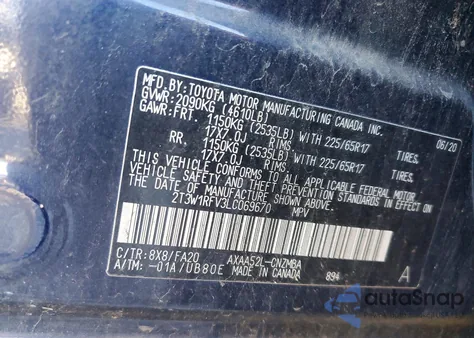 MFD.BY:TOYOTA MOTOR MANUFACTURING CANADA INC.
GVWR:2090KG (4610LB) 06/20
GAWR:FRT. 1150KG (2535LB) WITH 225/65R17 TIRES,
17X7.0J RIMS,
RR. 1150KG (2535LB) WITH 225/65R17 TIRES,
17X7.0J RIMS,
THIS VEHICLE CONFORMS TO ALL APPLICABLE FEDERAL MOTOR
VEHICLE SAFETY, BUMPER, AND THEFT PREVENTION STANDARDS
IN EFFECT ON THE DATE OF MANUFACTURE SHOWN ABOVE.
2T3W1RFV3LC069670 MPV
C/TR:8X8/FA20 AXAA52L-CNZMBA
A/TM: -01A/UB80E MADE IN CANADA 894 A
autoSnap